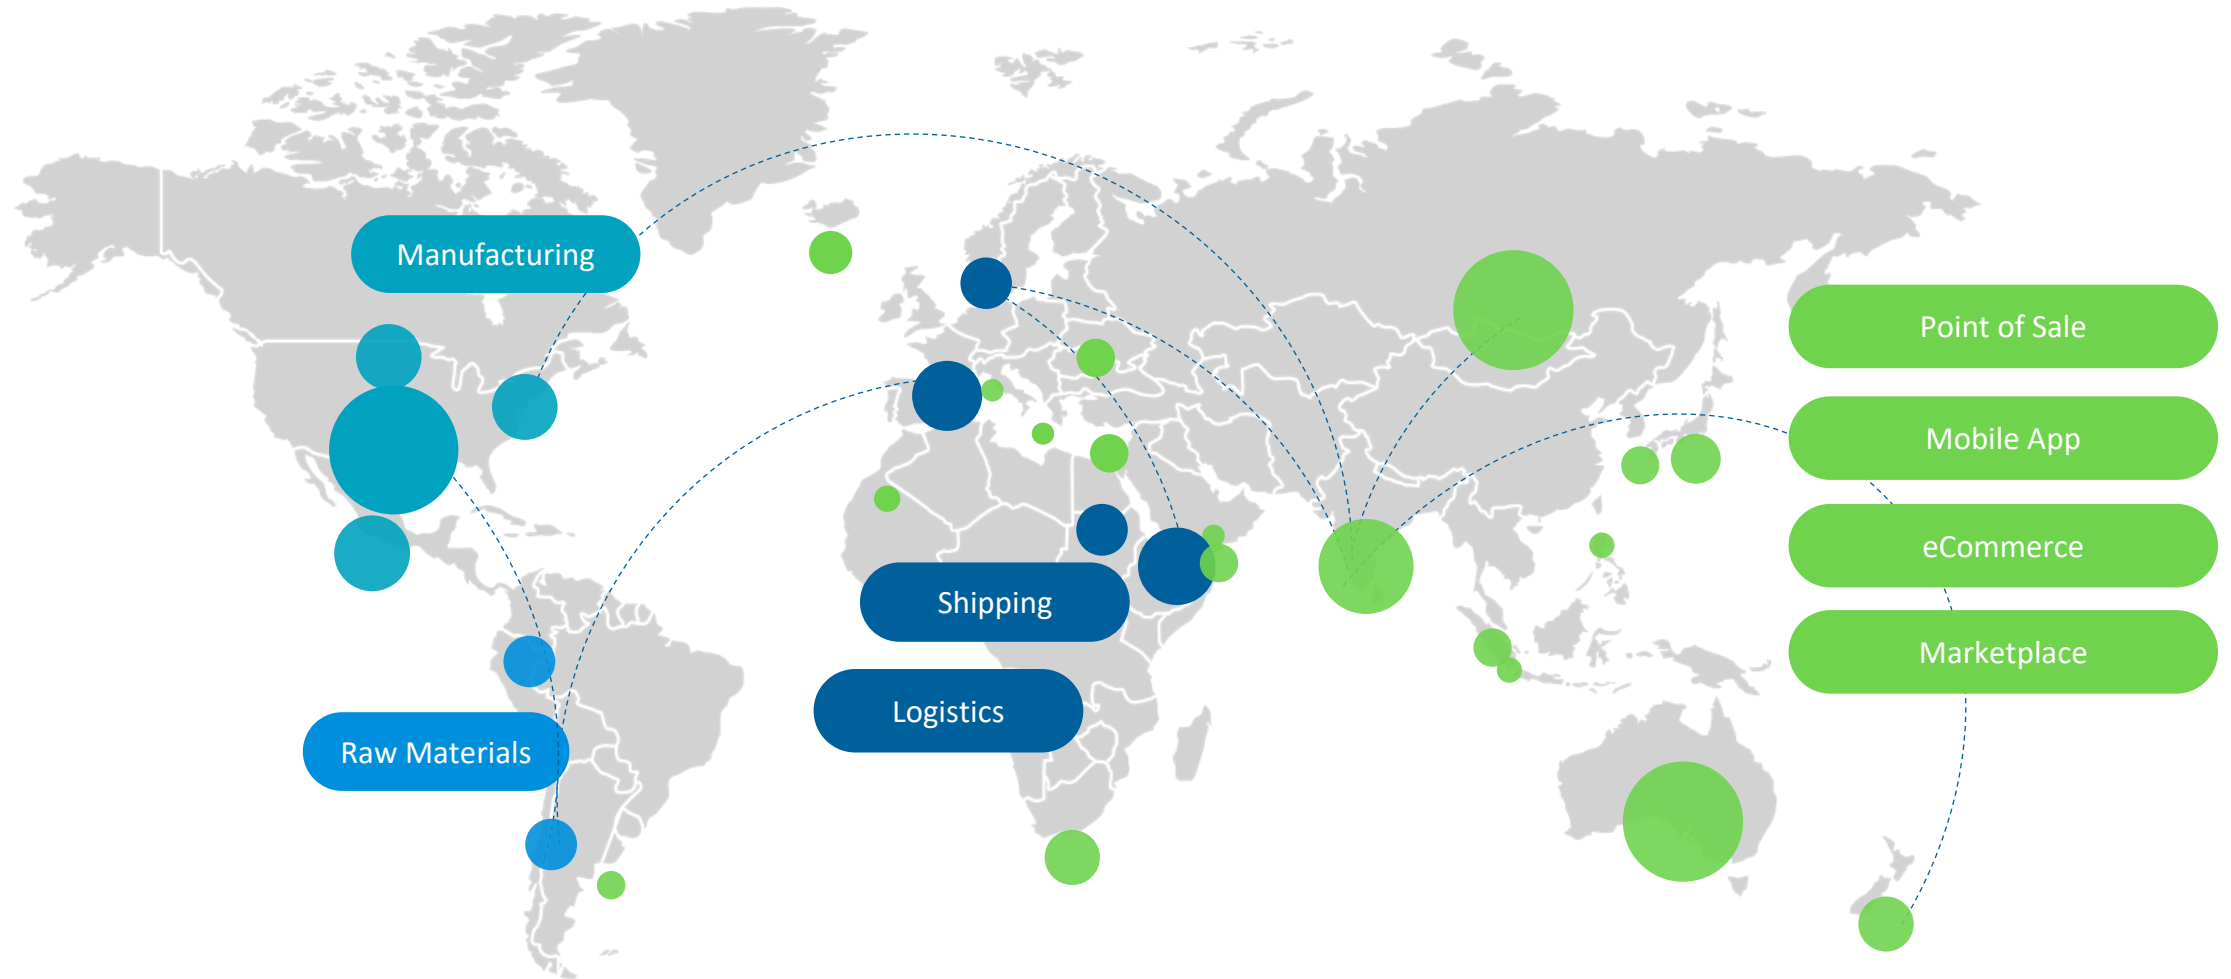 Manufacturing
Point of Sale
Mobile App
eCommerce
Shipping
Marketplace
Logistics
Raw Materials